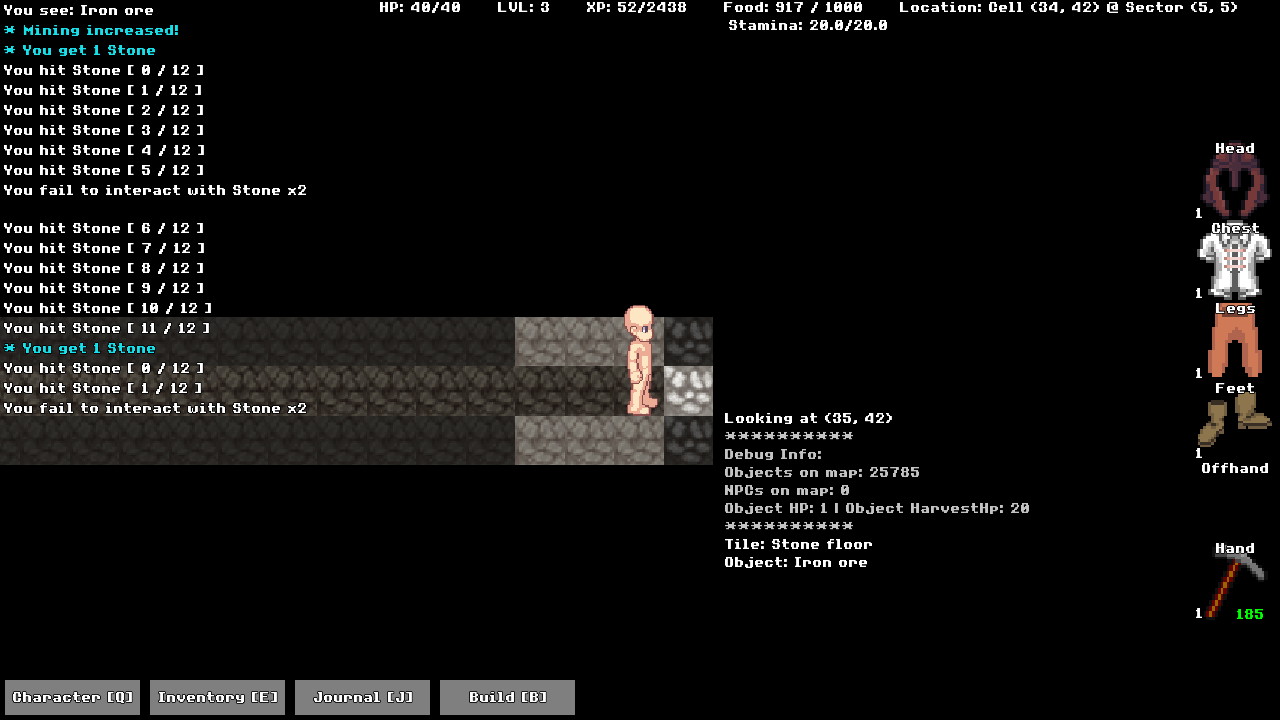 You see: Iron ore
* Mining increased!
* You get 1 Stone
You hit Stone [ 0 / 12 ]
You hit Stone [ 1 / 12 ]
You hit Stone [ 2 / 12 ]
You hit Stone [ 3 / 12 ]
You hit Stone [ 4 / 12 ]
You hit Stone [ 5 / 12 ]
You fail to interact with Stone x2
You hit Stone [ 6 / 12 ]
You hit Stone [ 7 / 12 ]
You hit Stone [ 8 / 12 ]
You hit Stone [ 9 / 12 ]
You hit Stone [ 10 / 12 ]
You hit Stone [ 11 / 12 ]
* You get 1 Stone
You hit Stone [ 0 / 12 ]
You hit Stone [ 1 / 12 ]
You fail to interact with Stone x2
HP: 40/40 LVL: 3 XP: 52/2438 Food: 917 / 1000 Location: Cell (34, 42) @ Sector (5, 5)
Stamina: 20.0/20.0
Head
1
Chest
1
Legs
1
Feet
1
Offhand
Hand
1 185
Looking at (35, 42)
**********
Debug Info:
Objects on map: 25785
NPCs on map: 0
Object HP: 1 | Object HarvestHp: 20
**********
Tile: Stone floor
Object: Iron ore
Character [Q] Inventory [E] Journal [J] Build [B]